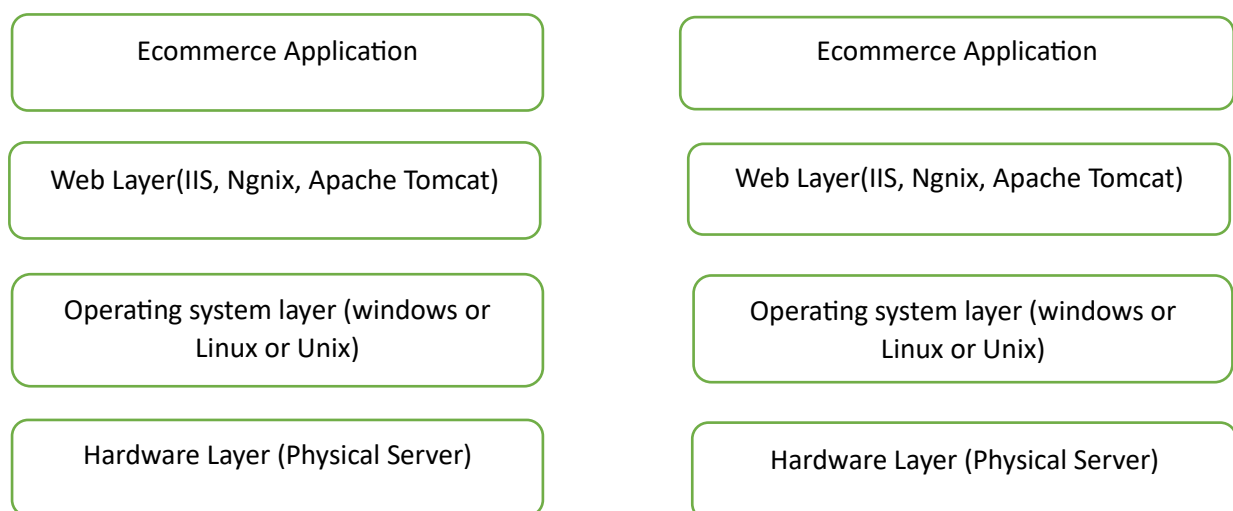 Ecommerce Application
Web Layer(IIS, Ngnix, Apache Tomcat)
Operating system layer (windows or
Linux or Unix)
Hardware Layer (Physical Server)
Ecommerce Application
Web Layer(IIS, Ngnix, Apache Tomcat)
Operating system layer (windows or
Linux or Unix)
Hardware Layer (Physical Server)